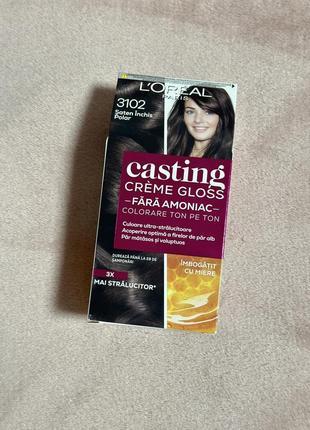 L'ORÉAL
PARIS
3102
Saten Închis
Polar
casting
CRÈME GLOSS
–FĂRĂ AMONIAC–
COLORARE TON PE TON
Culoare ultra-strălucitoare
Acoperire optimă a firelor de păr alb
Păr mătăsos și voluptuos
DUREAZĂ PÂNĂ LA 28 DE
ȘAMPONĂRI
3X
MAI STRĂLUCITOR*
ÎMBOGĂȚIT
CU MIERE